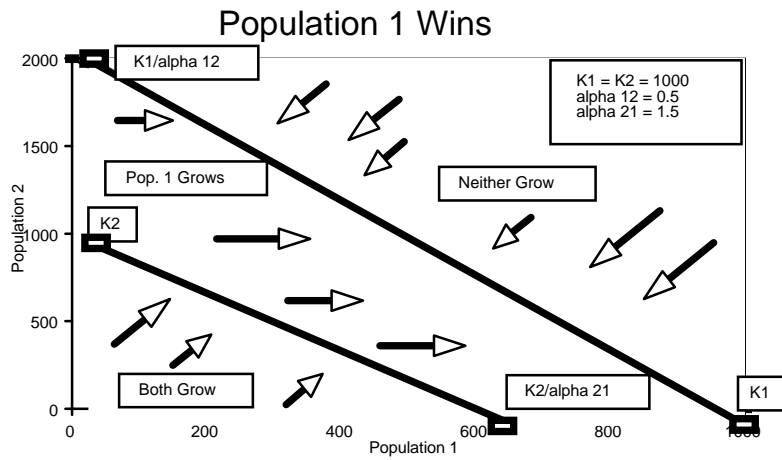 Population 1 Wins
2000
K1/alpha 12
K1 = K2 = 1000
alpha 12 = 0.5
alpha 21 = 1.5
1500
Pop. 1 Grows
Neither Grow
K2
1000
Population 2
500
Both Grow
K2/alpha 21
K1
0
0
200
400
600
800
1000
Population 1